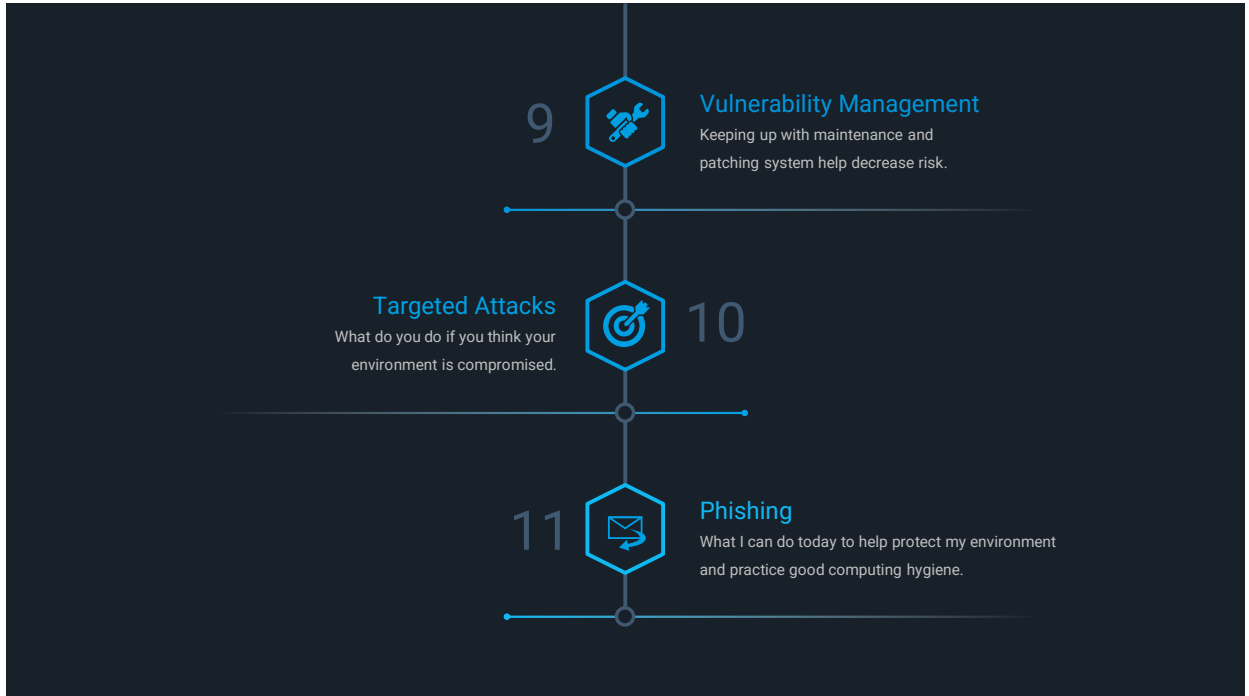 9
Vulnerability Management
Keeping up with maintenance and
patching system help decrease risk.
Targeted Attacks
What do you do if you think your
environment is compromised.
10
11
Phishing
What I can do today to help protect my environment
and practice good computing hygiene.